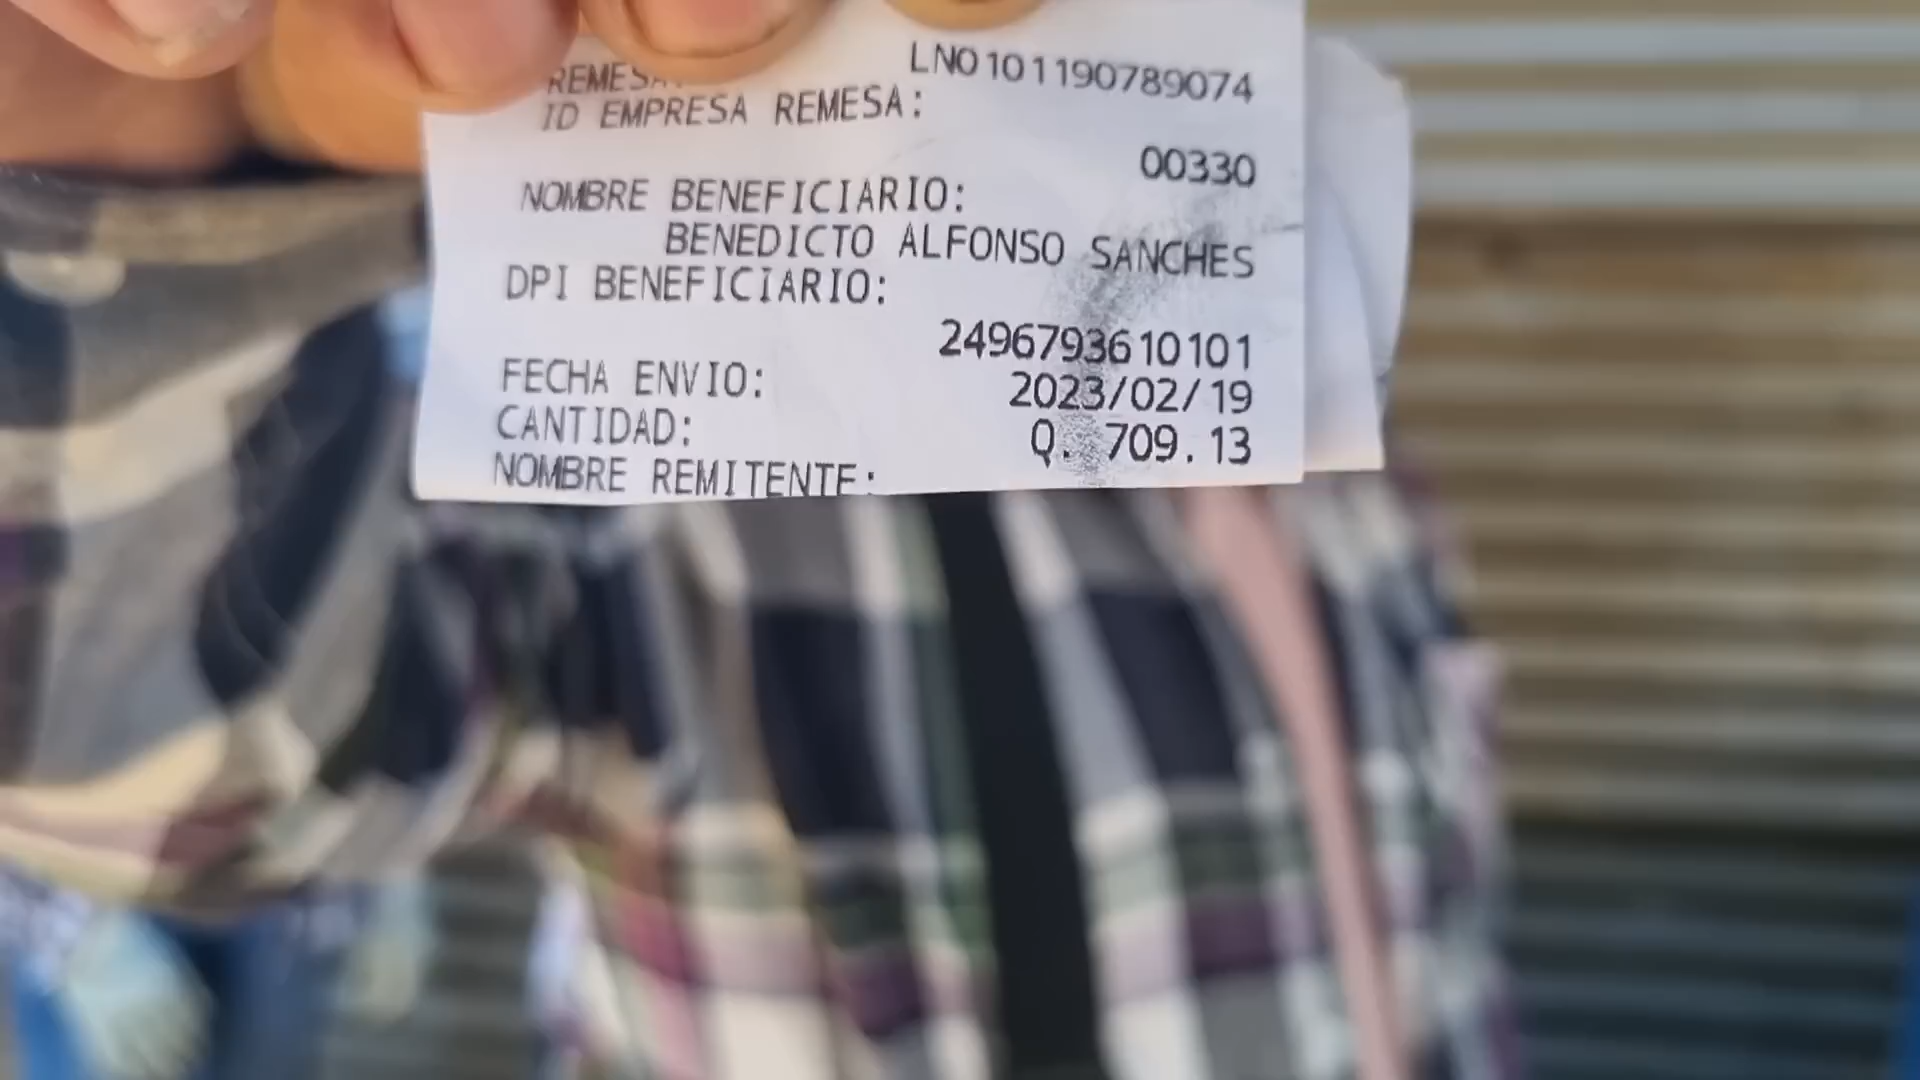 REMESA:
LN0101190789074
ID EMPRESA REMESA:
00330
NOMBRE BENEFICIARIO:
BENEDICTO ALFONSO SANCHES
DPI BENEFICIARIO:
2496793610101
FECHA ENVIO: 2023/02/19
CANTIDAD: Q. 709.13
NOMBRE REMITENTE: